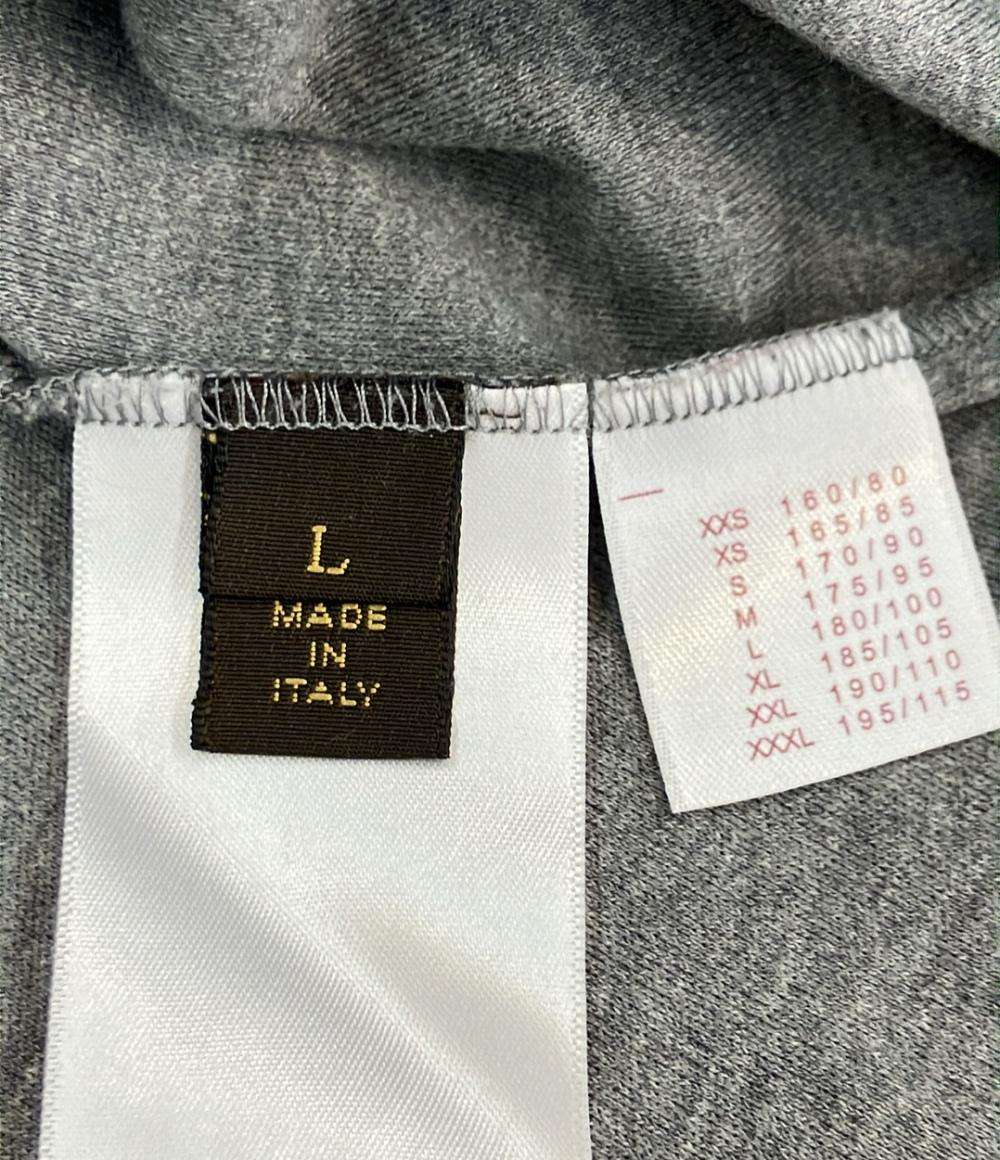 L
MADE
IN
ITALY
XXS 160/80
XS 165/85
S 170/90
M 175/95
L 180/100
XL 185/105
XXL 190/110
XXXL 195/115